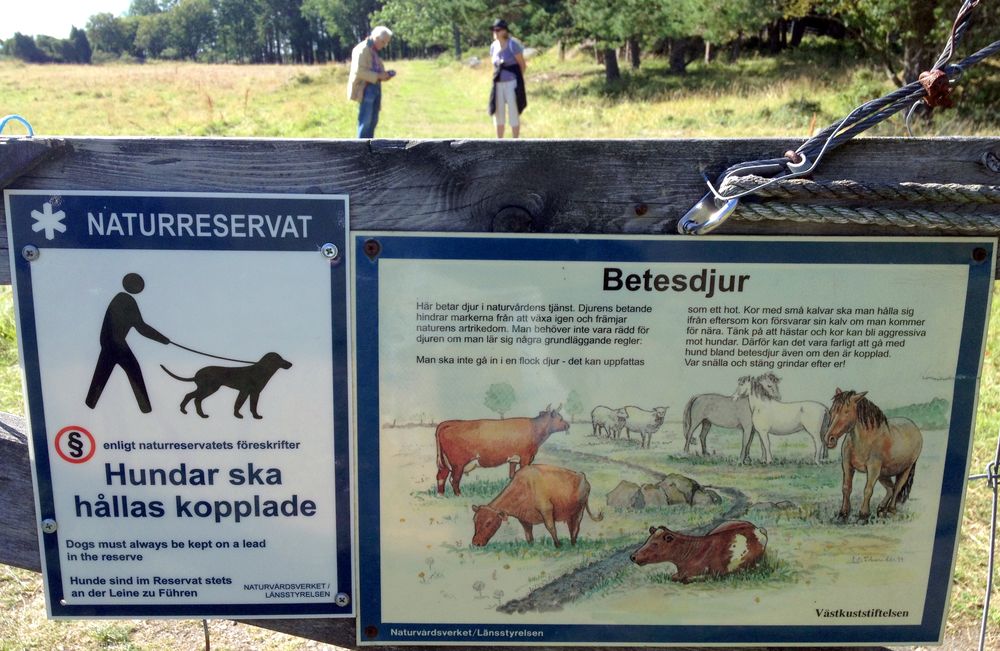 NATURRESERVAT
§
enligt naturreservatets föreskrifter
Hundar ska
hållas kopplade
Dogs must always be kept on a lead
in the reserve
Hunde sind im Reservat stets
an der Leine zu Führen
NATURVÅRDSVERKET /
LÄNSSTYRELSEN
Betesdjur
Här betar djur i naturvårdens tjänst. Djurens betande
hindrar markerna från att växa igen och främjar
naturens artrikedom. Man behöver inte vara rädd för
djuren om man lär sig några grundläggande regler:
Man ska inte gå in i en flock djur - det kan uppfattas
som ett hot. Kor med små kalvar ska man hålla sig
ifrån eftersom kon försvarar sin kalv om man kommer
för nära. Tänk på att hästar och kor kan bli aggressiva
mot hundar. Därför kan det vara farligt att gå med
hund bland betesdjur även om den är kopplad.
Var snälla och stäng grindar efter er!
Västkuststiftelsen
Naturvårdsverket/Länsstyrelsen